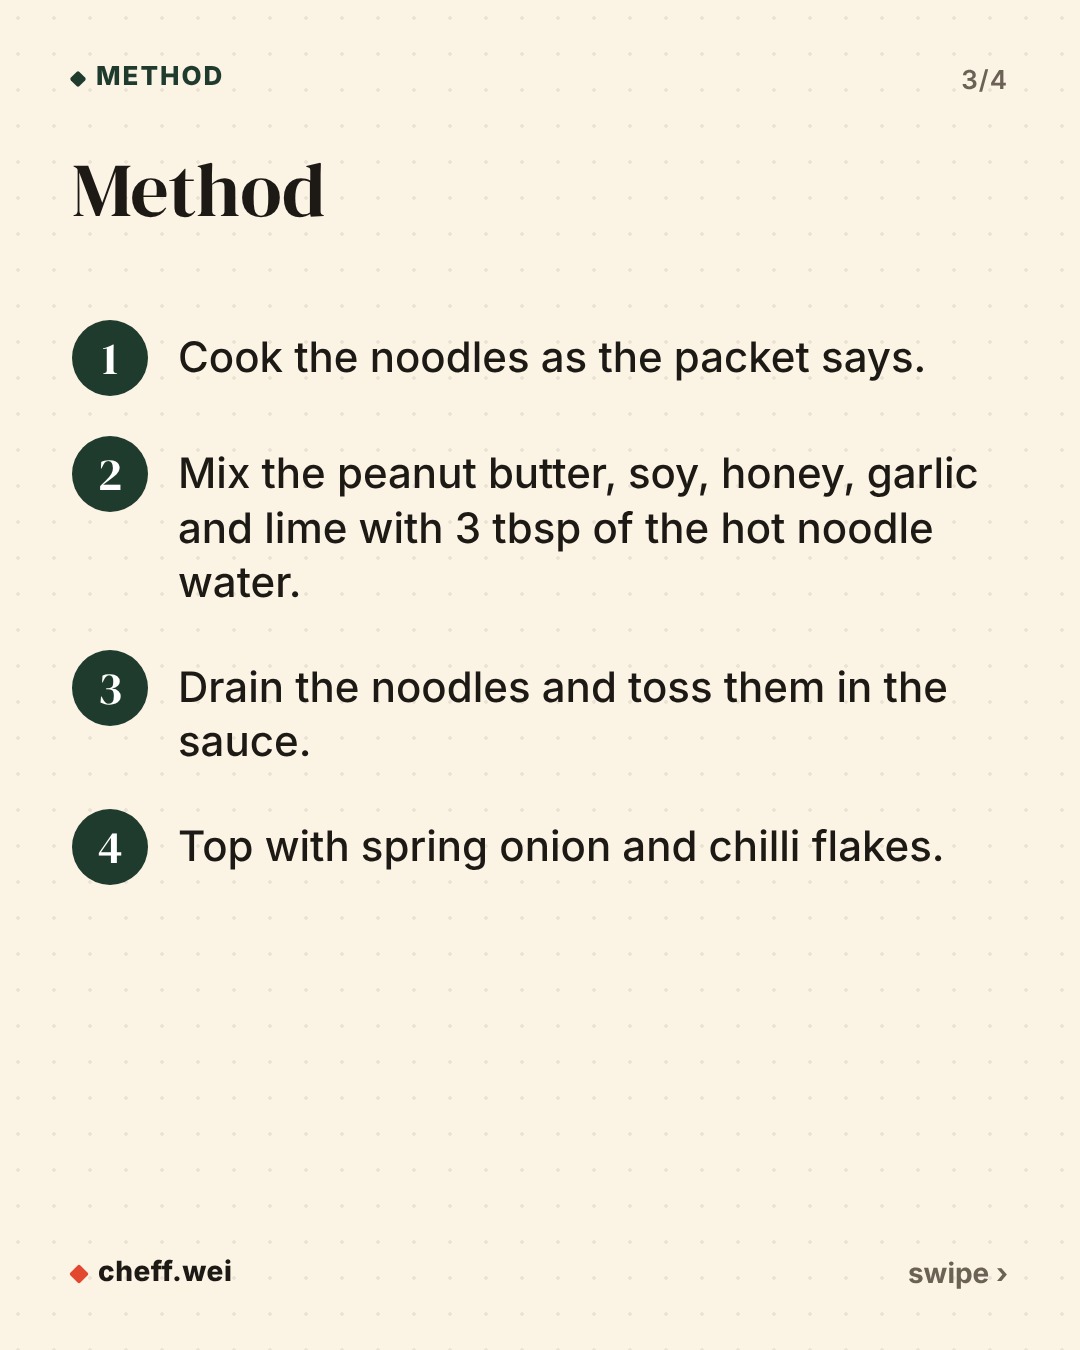 METHOD
3/4
Method
1 Cook the noodles as the packet says.
2 Mix the peanut butter, soy, honey, garlic
and lime with 3 tbsp of the hot noodle
water.
3 Drain the noodles and toss them in the
sauce.
4 Top with spring onion and chilli flakes.
cheff.wei
swipe ›